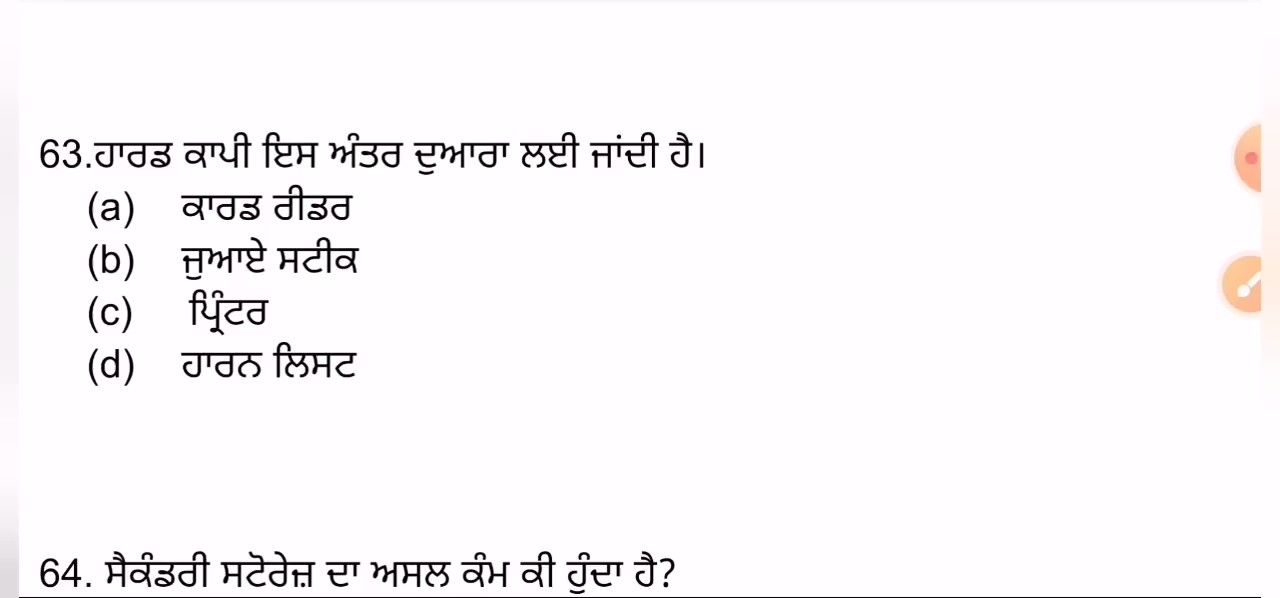 63.ਹਾਰਡ ਕਾਪੀ ਇਸ ਅੰਤਰ ਦੁਆਰਾ ਲਈ ਜਾਂਦੀ ਹੈ।
(a) ਕਾਰਡ ਰੀਡਰ
(b) ਜੁਆਏ ਸਟੀਕ
(c) ਪ੍ਰਿੰਟਰ
(d) ਹਾਰਨ ਲਿਸਟ
64. ਸੈਕੰਡਰੀ ਸਟੋਰੇਜ਼ ਦਾ ਅਸਲ ਕੰਮ ਕੀ ਹੁੰਦਾ ਹੈ?